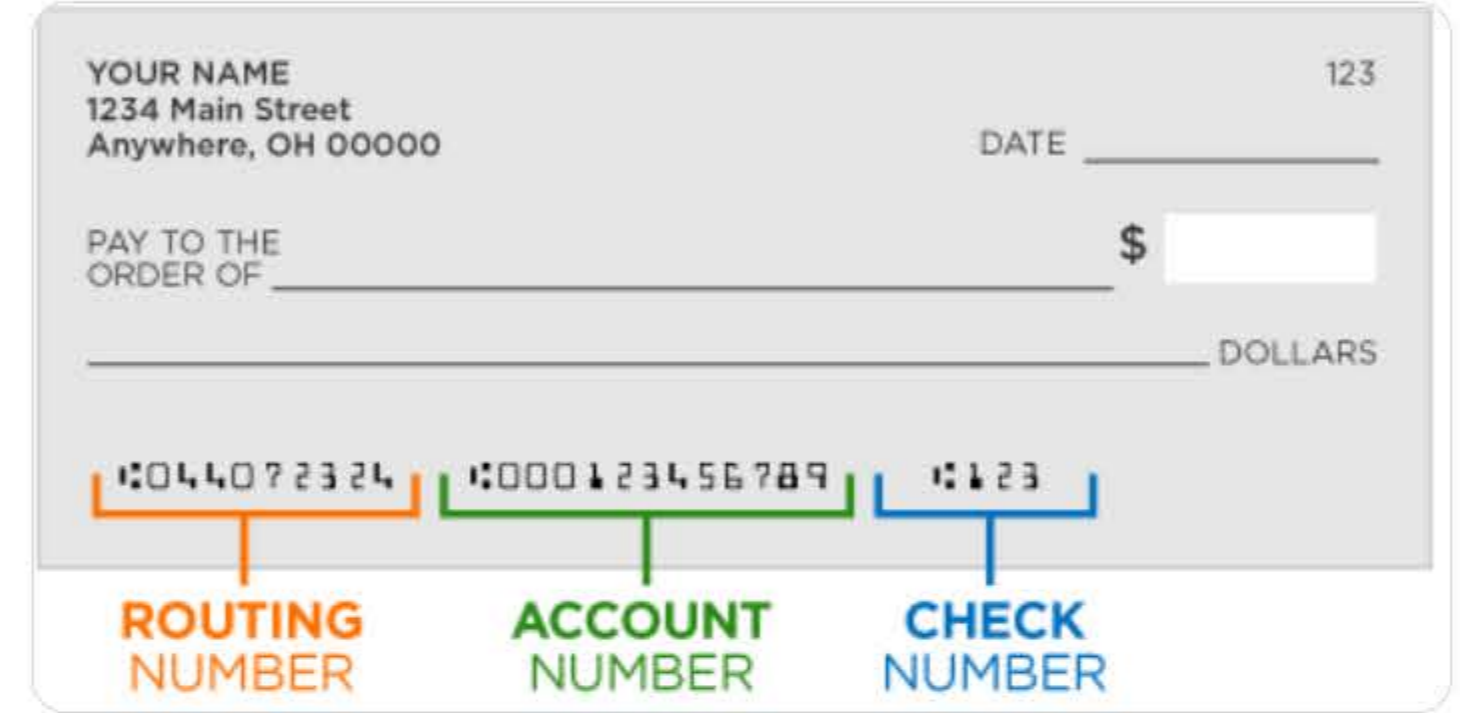 YOUR NAME
123
1234 Main Street
Anywhere, OH 00000
DATE
PAY TO THE
ORDER OF
$
DOLLARS
⑆044072324 ⑆000123456789 ⑆123
ROUTING
NUMBER
ACCOUNT
NUMBER
CHECK
NUMBER